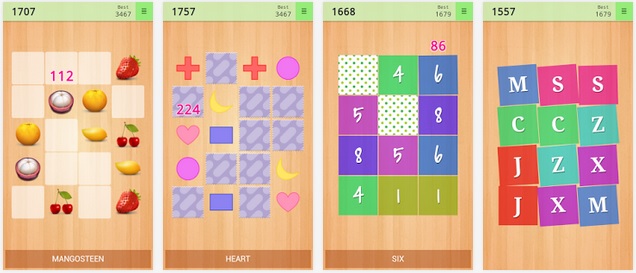 1707
Best
3467
112
MANGOSTEEN
1757
Best
3467
224
HEART
1668
Best
1679
86
4 6
5 8
8 5 6
4 1 1
SIX
1557
Best
1679
M S S
C C Z
J Z X
J X M